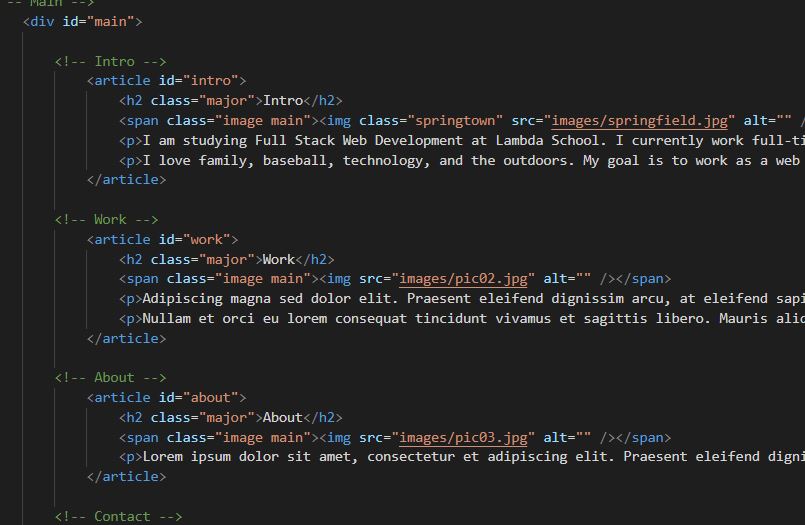 -- Main -->
<div id="main">
<!-- Intro -->
<article id="intro">
<h2 class="major">Intro</h2>
<span class="image main"><img class="springtown" src="images/springfield.jpg" alt="" /
<p>I am studying Full Stack Web Development at Lambda School. I currently work full-ti
<p>I love family, baseball, technology, and the outdoors. My goal is to work as a web
</article>
<!-- Work -->
<article id="work">
<h2 class="major">Work</h2>
<span class="image main"><img src="images/pic02.jpg" alt="" /></span>
<p>Adipiscing magna sed dolor elit. Praesent eleifend dignissim arcu, at eleifend sapi
<p>Nullam et orci eu lorem consequat tincidunt vivamus et sagittis libero. Mauris aliq
</article>
<!-- About -->
<article id="about">
<h2 class="major">About</h2>
<span class="image main"><img src="images/pic03.jpg" alt="" /></span>
<p>Lorem ipsum dolor sit amet, consectetur et adipiscing elit. Praesent eleifend digni
</article>
<!-- Contact -->